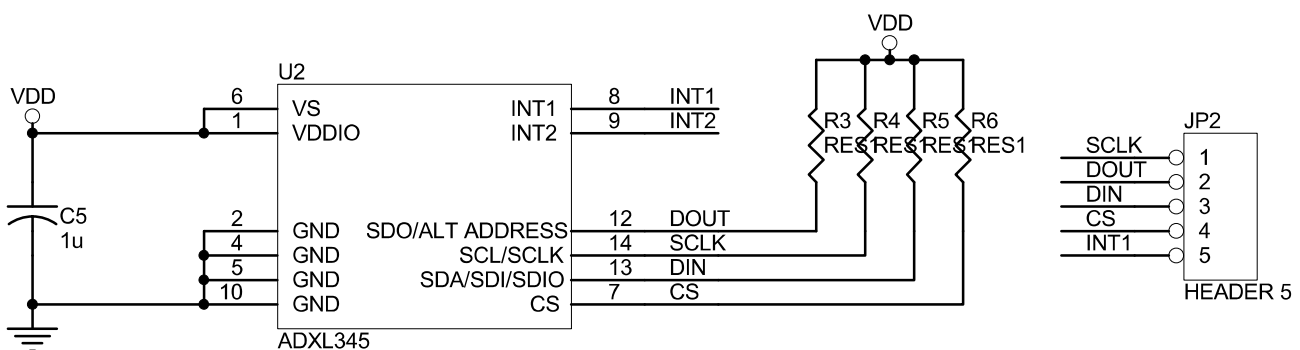 VDD
C5
1u
U2
6 VS
1 VDDIO
2 GND
4 GND
5 GND
10 GND
INT1 8 INT1
INT2 9 INT2
SDO/ALT ADDRESS 12 DOUT
SCL/SCLK 14 SCLK
SDA/SDI/SDIO 13 DIN
CS 7 CS
ADXL345
VDD
R3 R4 R5 R6
RES1 RES1 RES1 RES1
JP2
SCLK 1
DOUT 2
DIN 3
CS 4
INT1 5
HEADER 5